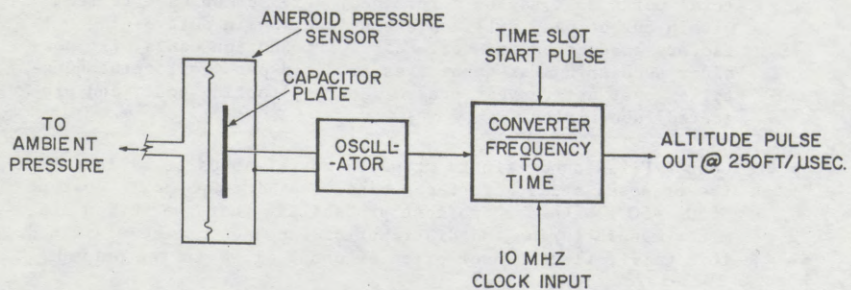 ANEROID PRESSURE
SENSOR
CAPACITOR
PLATE
TO
AMBIENT
PRESSURE
OSCILL-
-ATOR
TIME SLOT
START PULSE
CONVERTER
FREQUENCY
TO
TIME
ALTITUDE PULSE
OUT @ 250FT/μSEC.
10 MHZ
CLOCK INPUT